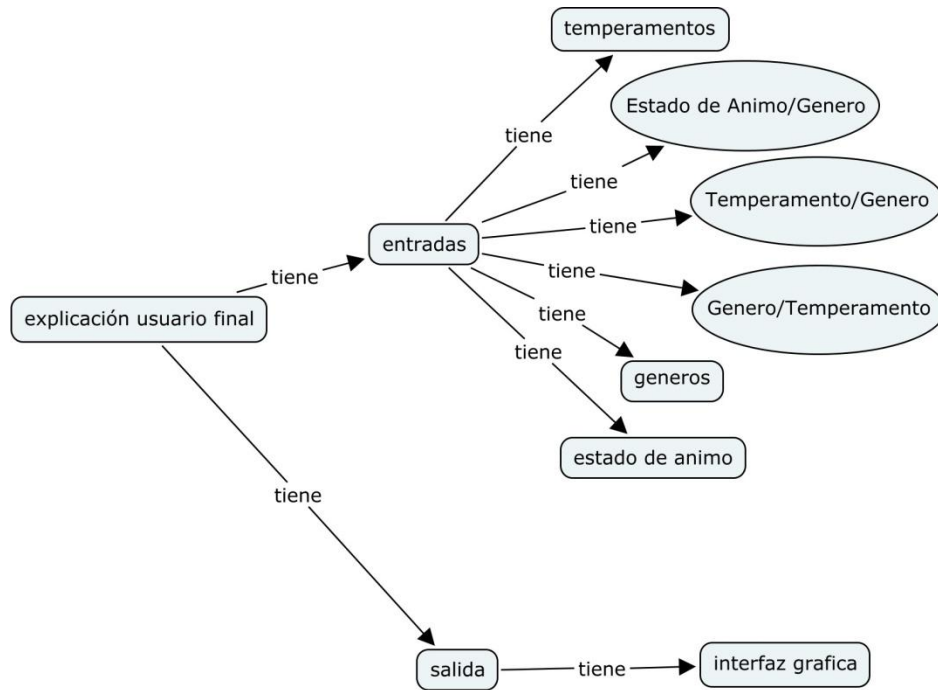 temperamentos
Estado de Animo/Genero
tiene
tiene
Temperamento/Genero
tiene
entradas
tiene
tiene
Genero/Temperamento
explicación usuario final
tiene
tiene
generos
estado de animo
tiene
salida
tiene
interfaz grafica